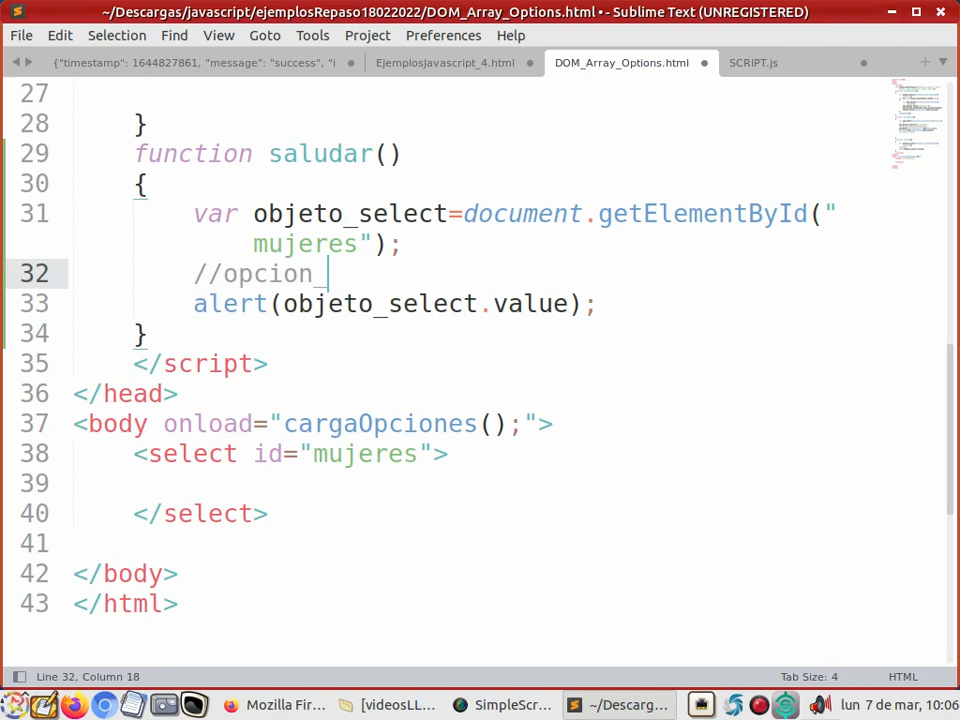 ~/Descargas/javascript/ejemplosRepaso18022022/DOM_Array_Options.html • - Sublime Text (UNREGISTERED)
File Edit Selection Find View Goto Tools Project Preferences Help
{"timestamp": 1644827861, "message": "success", "i EjemplosJavascript_4.html DOM_Array_Options.html SCRIPT.js
27
28 }
29 function saludar()
30 {
31 var objeto_select=document.getElementById("
mujeres");
32 //opcion_
33 alert(objeto_select.value);
34 }
35 </script>
36 </head>
37 <body onload="cargaOpciones();">
38 <select id="mujeres">
39
40 </select>
41
42 </body>
43 </html>
Line 32, Column 18 Tab Size: 4 HTML
Mozilla Fir... [videosLL... SimpleScr... ~/Descarg... lun 7 de mar, 10:06